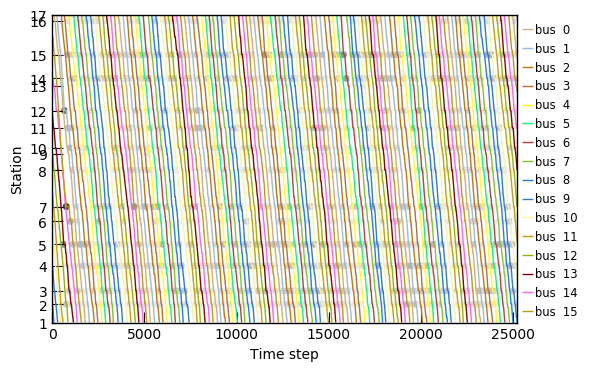 17
16
15
14
13
12
11
10
9
8
7
6
5
4
3
2
1
Station
0 5000 10000 15000 20000 25000
Time step
bus 0
bus 1
bus 2
bus 3
bus 4
bus 5
bus 6
bus 7
bus 8
bus 9
bus 10
bus 11
bus 12
bus 13
bus 14
bus 15